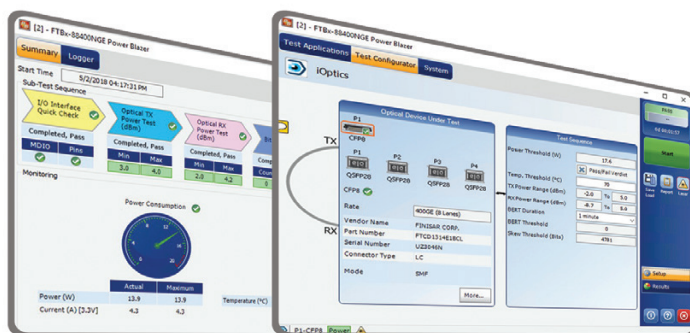 [2] - FTBx-88400NGE Power Blazer
Summary
Logger
Start Time
5/2/2018 04:17:31 PM
Sub-Test Sequence
I/O Interface
Quick Check
Optical TX
Power Test
(dBm)
Optical RX
Power Test
(dBm)
Completed, Pass
Completed, Pass
Completed, Pass
MDIO
Pins
Min
Max
Min
Max
3.0
4.0
2.0
Monitoring
Power Consumption
Actual
Maximum
Power (W)
13.9
13.9
Temperature (°C)
Current (A) [3.3V]
4.3
4.3
[2] - FTBx-88400NGE Power Blazer
Test Applications
Test Configurator
System
iOptics
TX
RX
Optical Device Under Test
P1
CFP8
P1
P2
P3
P4
QSFP28
QSFP28
QSFP28
QSFP28
CFP8
Rate
400GE (8 Lanes)
Vendor Name
FINISAR CORP.
Part Number
FTCD1314E1BCL
Serial Number
UZ3046N
Connector Type
LC
Mode
SMF
More...
Test Sequence
Power Threshold (W)
17.6
Pass/Fail Verdict
Temp. Threshold (°C)
70
TX Power Range (dBm)
-2.8
To
5.0
RX Power Range (dBm)
To
5.0
BERT Duration
1 minute
BERT Threshold
0
Skew Threshold (Bits)
4781
Start
Report
Laser
Setup
Results
P1-CFP8
Power